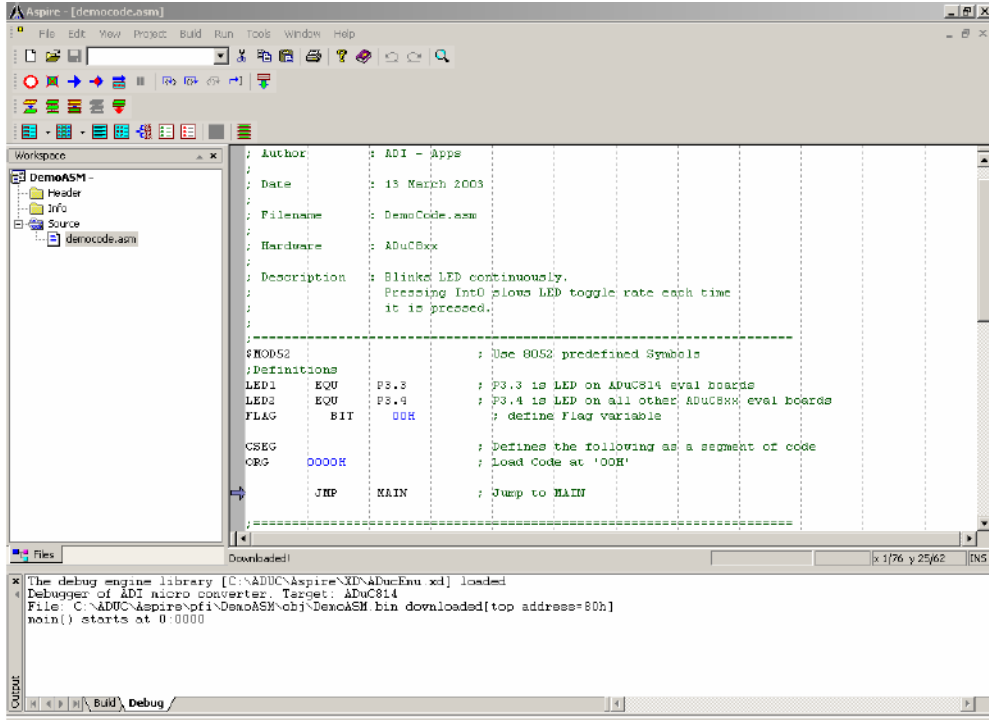 Aspire - [democode.asm]
File Edit View Project Build Run Tools Window Help
Workspace
DemoASM -
Header
Info
Source
democode.asm
Files
; Author : ADI - Apps
;
; Date : 13 March 2003
;
; Filename : DemoCode.asm
;
; Hardware : ADuC8xx
;
; Description : Blinks LED continuously.
; Pressing Int0 slows LED toggle rate each time
; it is pressed.
;
;=====================================================================
$MOD52 ; Use 8052 predefined Symbols
;Definitions
LED1 EQU P3.3 ; P3.3 is LED on ADuC814 eval boards
LED2 EQU P3.4 ; P3.4 is LED on all other ADuC8xx eval boards
FLAG BIT 00H ; define Flag variable
CSEG ; Defines the following as a segment of code
ORG 0000H ; Load Code at '00H'
JMP MAIN ; Jump to MAIN
;=====================================================================
Downloaded! x 1/76 y 25/62 INS
The debug engine library [C:\ADUC\Aspire\XD\ADucEmu.xd] loaded
Debugger of ADI micro converter. Target: ADuC814
File: C:\ADUC\Aspire\pfi\DemoASM\obj\DemoASM.bin downloaded[top address=80h]
main() starts at 0:0000
Output
Build Debug